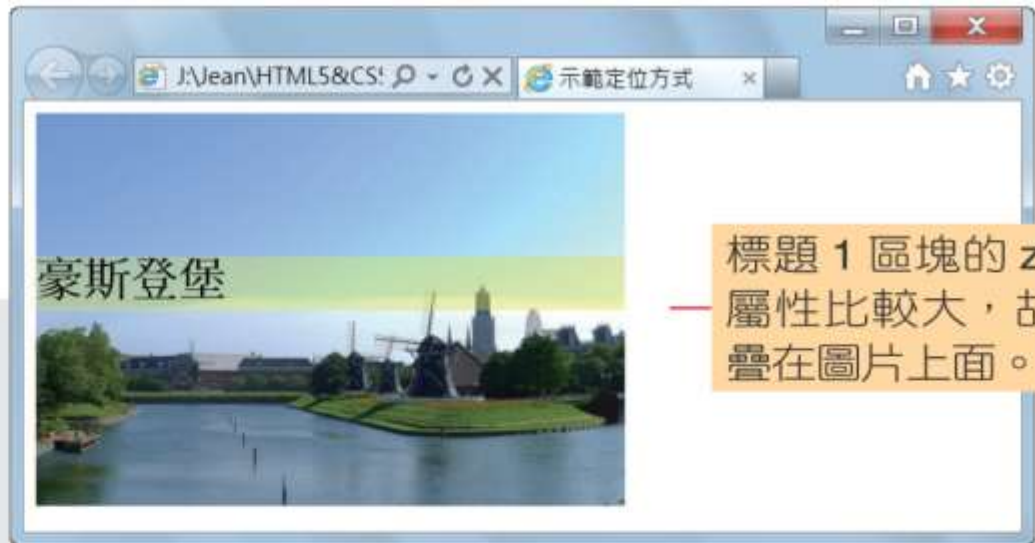 J:\Jean\HTML5&CS
示範定位方式
豪斯登堡
標題 1 區塊的 z
屬性比較大，故
疊在圖片上面。